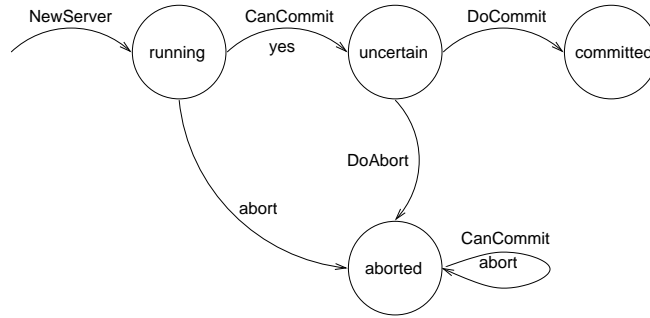 NewServer
CanCommit
DoCommit
running
yes
uncertain
committed
DoAbort
abort
CanCommit
aborted
abort